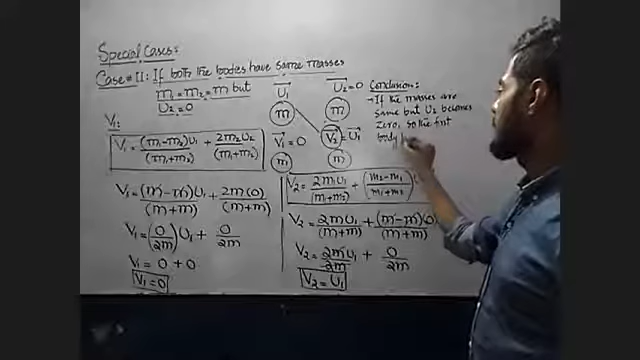 Special Cases:
Case # II: If both the bodies have same masses
m₁=m₂=m but
U₂=0
U₁
U₂=0
m
m
V₁=0
V₂=U₁
m
m
V₁:
V₁=(m₁-m₂)U₁/(m₁+m₂)+2m₂U₂/(m₁+m₂)
V₁=(m-m)U₁/(m+m)+2m(0)/(m+m)
V₁=(0/2m)U₁+0/2m
V₁=0+0
V₁=0
V₂=2m₁U₁/(m₁+m₂)+(m₂-m₁/m₁+m₂)
V₂=2mU₁/(m+m)+(m-m)0/(m+m)
V₂=2mU₁/2m+0/2m
V₂=U₁
Conclusion:
→ If the masses are
same but U₂ becomes
zero, so the first
body